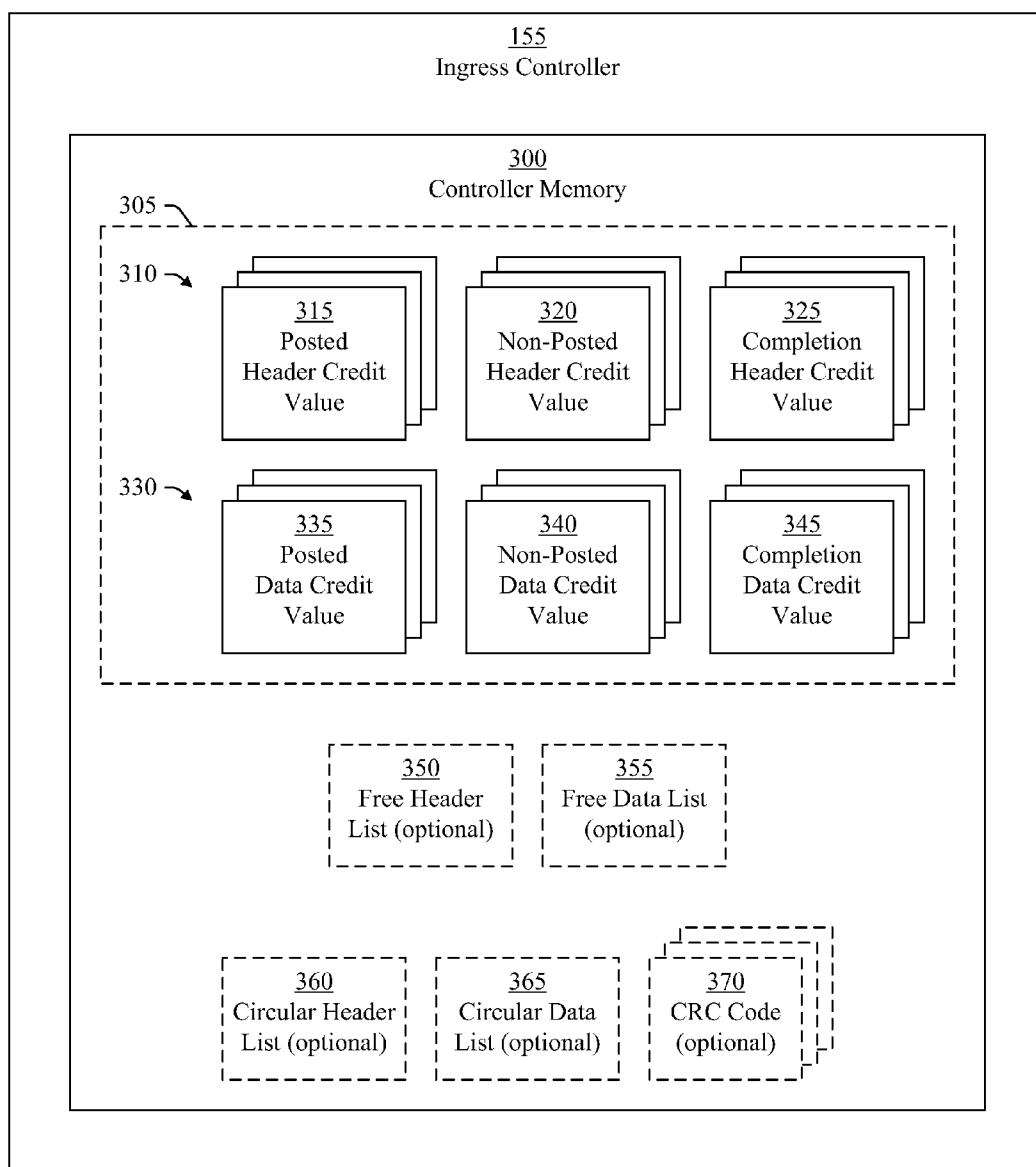 155
Ingress Controller
300
Controller Memory
305
310
315
Posted
Header Credit
Value
320
Non-Posted
Header Credit
Value
325
Completion
Header Credit
Value
330
335
Posted
Data Credit
Value
340
Non-Posted
Data Credit
Value
345
Completion
Data Credit
Value
350
Free Header
List (optional)
355
Free Data List
(optional)
360
Circular Header
List (optional)
365
Circular Data
List (optional)
370
CRC Code
(optional)